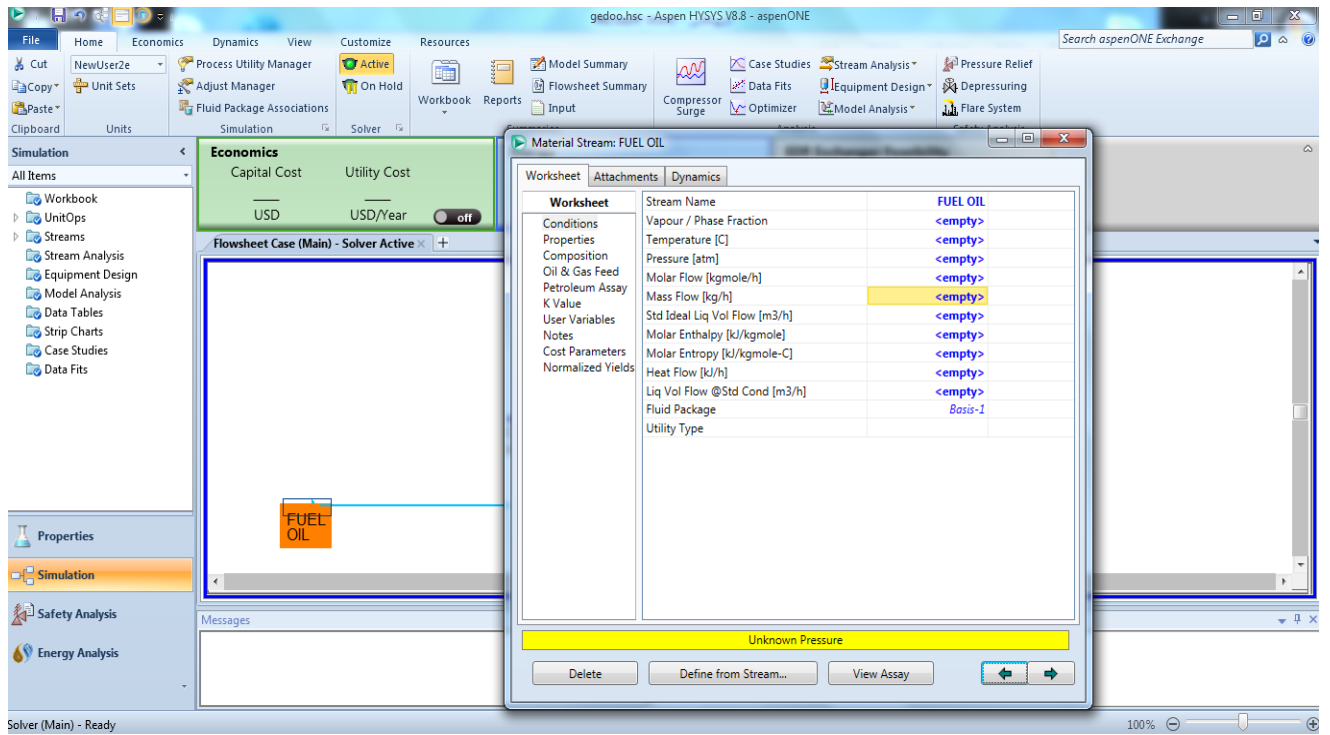 gedoo.hsc - Aspen HYSYS V8.8 - aspenONE
File Home Economics Dynamics View Customize Resources
Search aspenONE Exchange
Cut
Copy
Paste
Clipboard
NewUser2e
Unit Sets
Units
Process Utility Manager
Adjust Manager
Fluid Package Associations
Simulation
Active
On Hold
Solver
Workbook
Reports
Model Summary
Flowsheet Summary
Input
Compressor
Surge
Case Studies
Data Fits
Optimizer
Stream Analysis
Equipment Design
Model Analysis
Pressure Relief
Depressuring
Flare System
Simulation
All Items
Workbook
UnitOps
Streams
Stream Analysis
Equipment Design
Model Analysis
Data Tables
Strip Charts
Case Studies
Data Fits
Properties
Simulation
Safety Analysis
Energy Analysis
Economics
Capital Cost Utility Cost
USD USD/Year off
Flowsheet Case (Main) - Solver Active
FUEL
OIL
Messages
Material Stream: FUEL OIL
Worksheet Attachments Dynamics
Worksheet
Conditions
Properties
Composition
Oil & Gas Feed
Petroleum Assay
K Value
User Variables
Notes
Cost Parameters
Normalized Yields
Stream Name FUEL OIL
Vapour / Phase Fraction <empty>
Temperature [C] <empty>
Pressure [atm] <empty>
Molar Flow [kgmole/h] <empty>
Mass Flow [kg/h] <empty>
Std Ideal Liq Vol Flow [m3/h] <empty>
Molar Enthalpy [kJ/kgmole] <empty>
Molar Entropy [kJ/kgmole-C] <empty>
Heat Flow [kJ/h] <empty>
Liq Vol Flow @Std Cond [m3/h] <empty>
Fluid Package Basis-1
Utility Type
Unknown Pressure
Delete Define from Stream... View Assay
Solver (Main) - Ready
100%